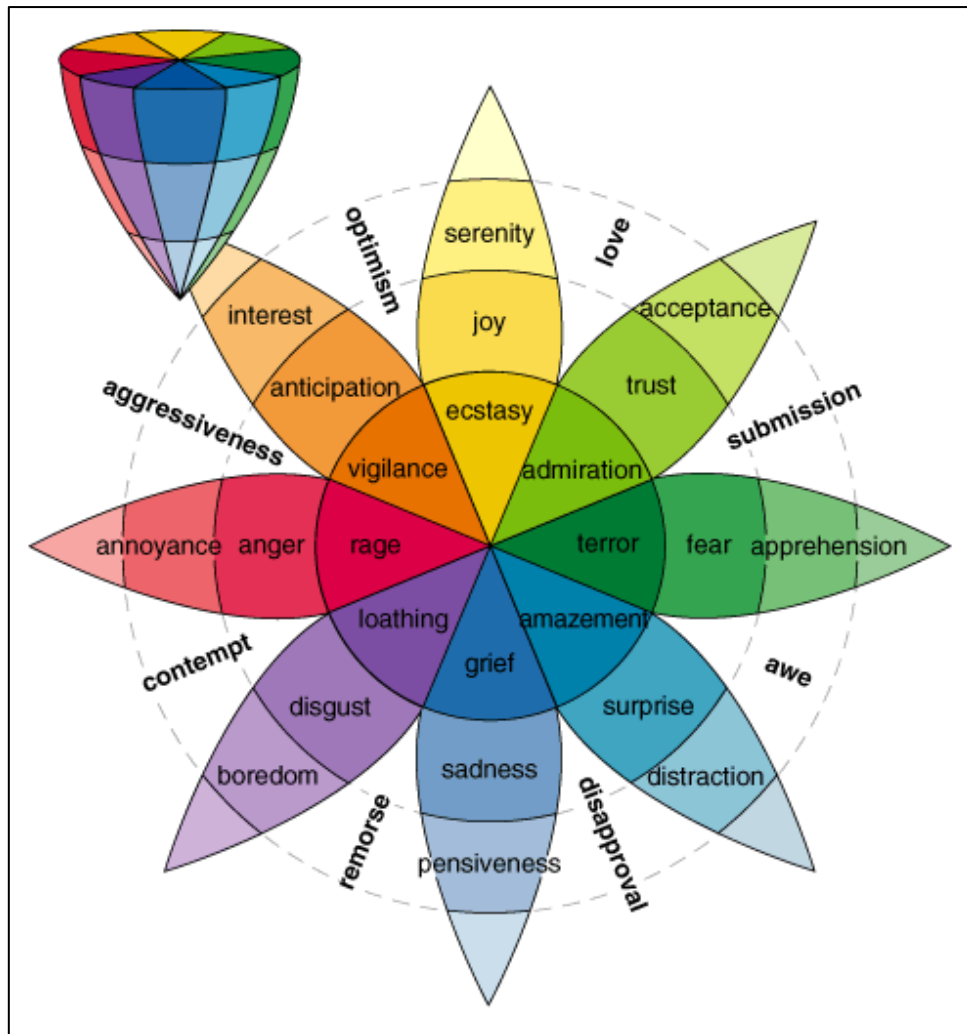 optimism
love
serenity
interest
acceptance
joy
anticipation
trust
aggressiveness
submission
ecstasy
vigilance
admiration
annoyance
anger
rage
terror
fear
apprehension
loathing
amazement
contempt
grief
awe
disgust
surprise
boredom
sadness
distraction
remorse
disapproval
pensiveness